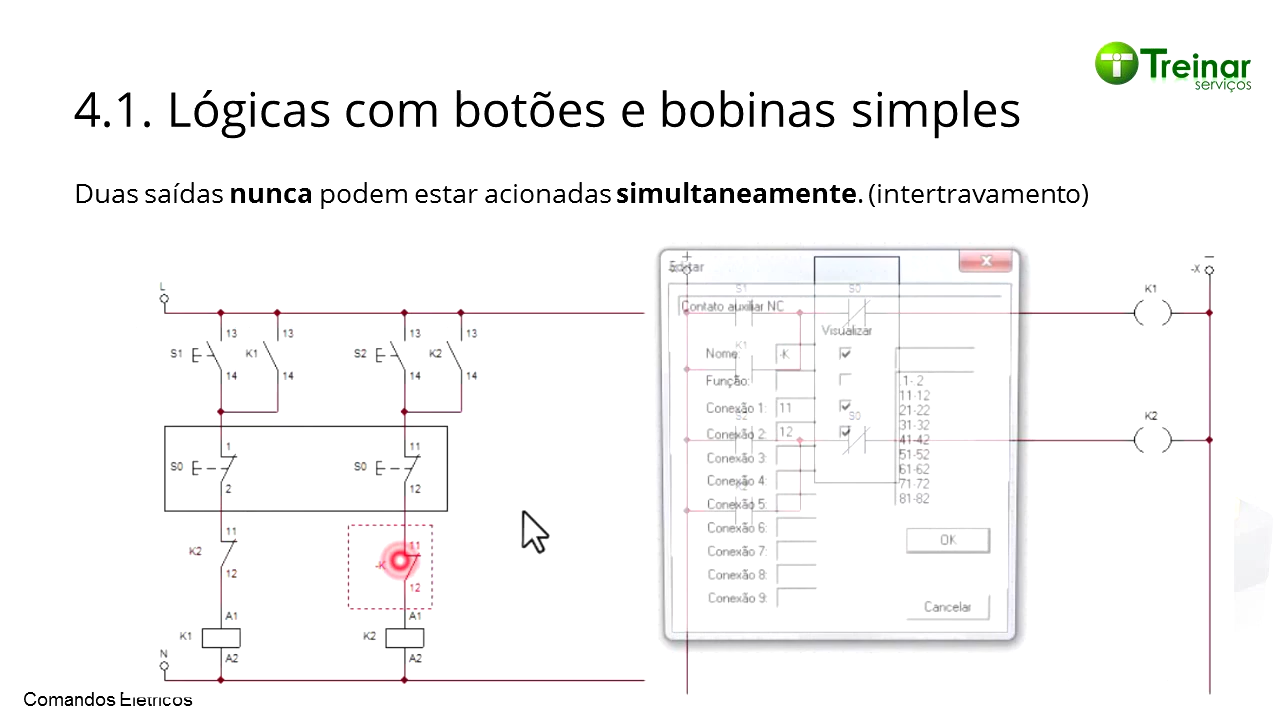 Treinar
serviços
4.1. Lógicas com botões e bobinas simples
Duas saídas nunca podem estar acionadas simultaneamente. (intertravamento)
L
13 13 13 13
S1 K1 S2 K2
14 14 14 14
1 11
S0 S0
2 12
11 11
K2 -K
12 12
A1 A1
K1 K2
A2 A2
N
Editar
Contato auxiliar NC
Visualizar
Nome: -K
Função:
Conexão 1: 11
Conexão 2: 12
Conexão 3:
Conexão 4:
Conexão 5:
Conexão 6:
Conexão 7:
Conexão 8:
Conexão 9:
1- 2
11-12
21-22
31-32
41-42
51-52
61-62
71-72
81-82
OK
Cancelar
S1 S0
K1
S0
-X
K1
K2
Comandos Elétricos